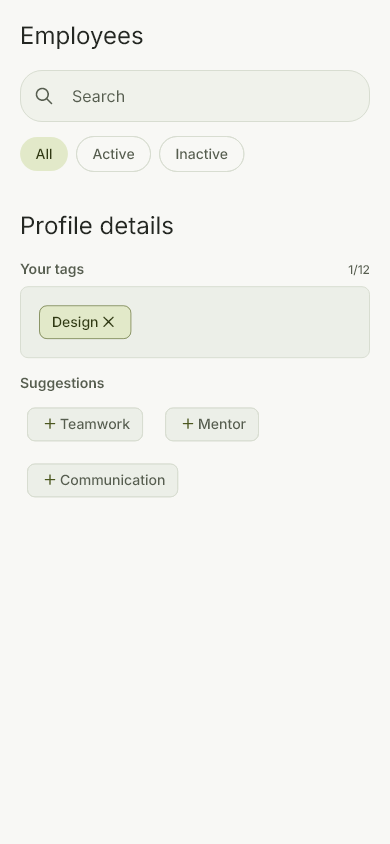 Employees
Search
All Active Inactive
Profile details
Your tags 1/12
Design
Suggestions
+ Teamwork + Mentor
+ Communication